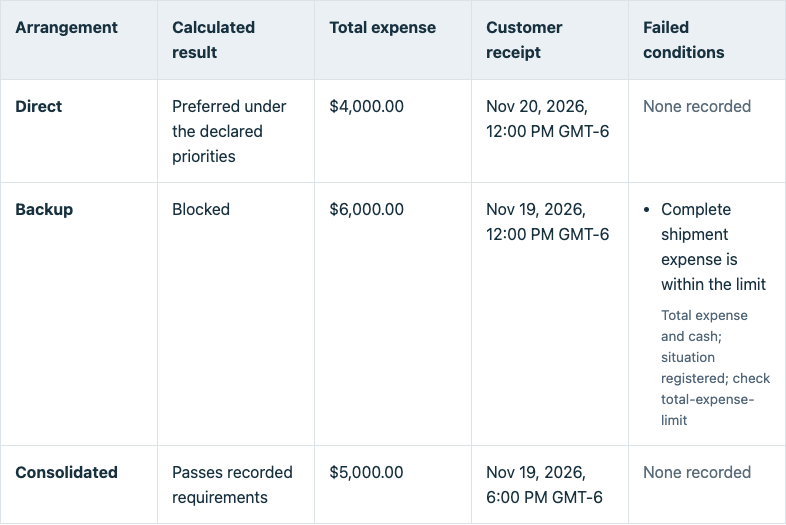 Arrangement
Calculated
result
Total expense
Customer
receipt
Failed
conditions
Direct
Preferred under
the declared
priorities
$4,000.00
Nov 20, 2026,
12:00 PM GMT-6
None recorded
Backup
Blocked
$6,000.00
Nov 19, 2026,
12:00 PM GMT-6
• Complete
shipment
expense is
within the limit
Total expense
and cash;
situation
registered; check
total-expense-
limit
Consolidated
Passes recorded
requirements
$5,000.00
Nov 19, 2026,
6:00 PM GMT-6
None recorded